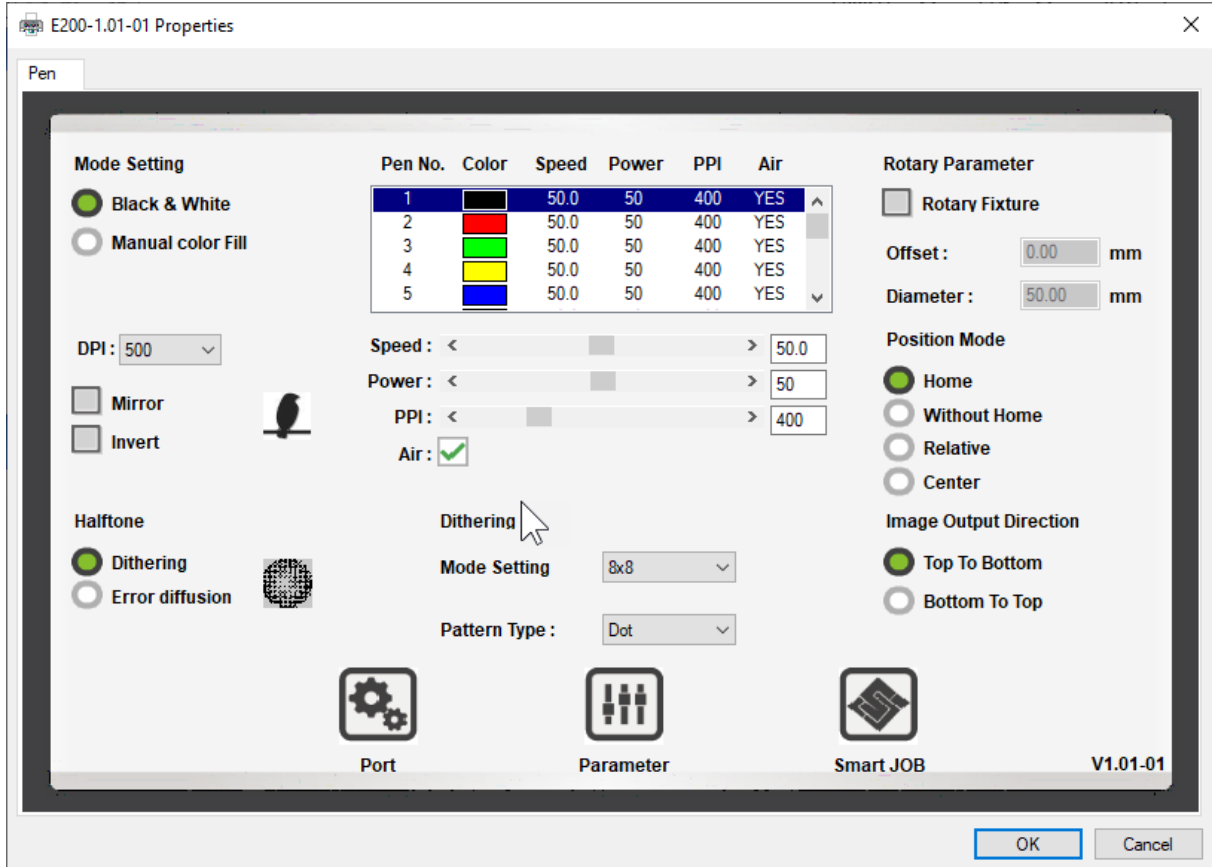 E200-1.01-01 Properties
Pen
Mode Setting
Black & White
Manual color Fill
Pen No. Color Speed Power PPI Air
1 50.0 50 400 YES
2 50.0 50 400 YES
3 50.0 50 400 YES
4 50.0 50 400 YES
5 50.0 50 400 YES
Rotary Parameter
Rotary Fixture
Offset : 0.00 mm
Diameter : 50.00 mm
DPI : 500
Mirror
Invert
Speed : < > 50.0
Power : < > 50
PPI : < > 400
Air :
Position Mode
Home
Without Home
Relative
Center
Halftone
Dithering
Error diffusion
Dithering
Mode Setting 8x8
Pattern Type : Dot
Image Output Direction
Top To Bottom
Bottom To Top
Port
Parameter
Smart JOB
V1.01-01
OK
Cancel